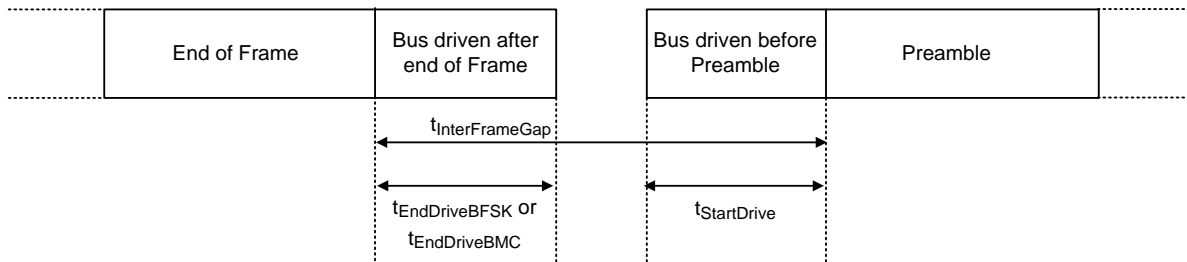 End of Frame
Bus driven after
end of Frame
Bus driven before
Preamble
Preamble
tInterFrameGap
tEndDriveBFSK or
tEndDriveBMC
tStartDrive